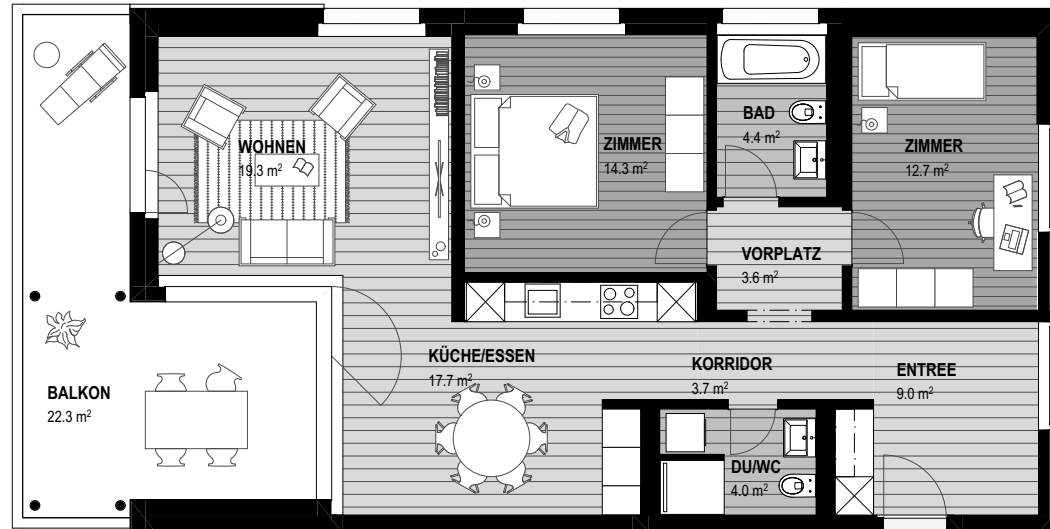 WOHNEN
19.3 m²
ZIMMER
14.3 m²
BAD
4.4 m²
ZIMMER
12.7 m²
VORPLATZ
3.6 m²
BALKON
22.3 m²
KÜCHE/ESSEN
17.7 m²
KORRIDOR
3.7 m²
ENTREE
9.0 m²
DU/WC
4.0 m²